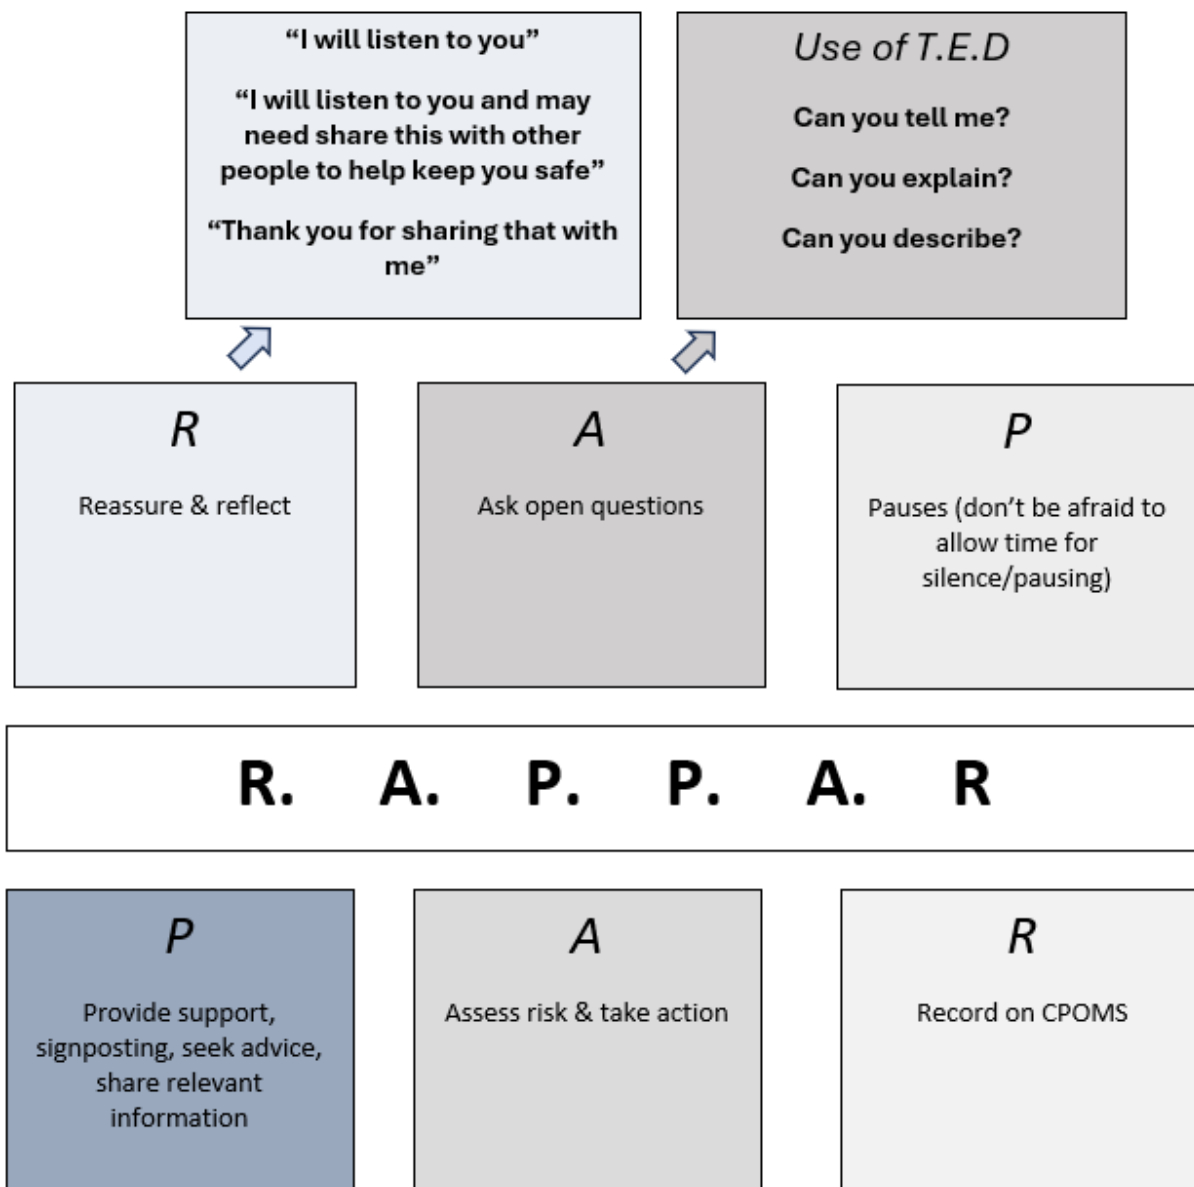 “I will listen to you”
“I will listen to you and may
need share this with other
people to help keep you safe”
“Thank you for sharing that with
me”
Use of T.E.D
Can you tell me?
Can you explain?
Can you describe?
R
Reassure & reflect
A
Ask open questions
P
Pauses (don’t be afraid to
allow time for
silence/pausing)
R. A. P. P. A. R
P
Provide support,
signposting, seek advice,
share relevant
information
A
Assess risk & take action
R
Record on CPOMS